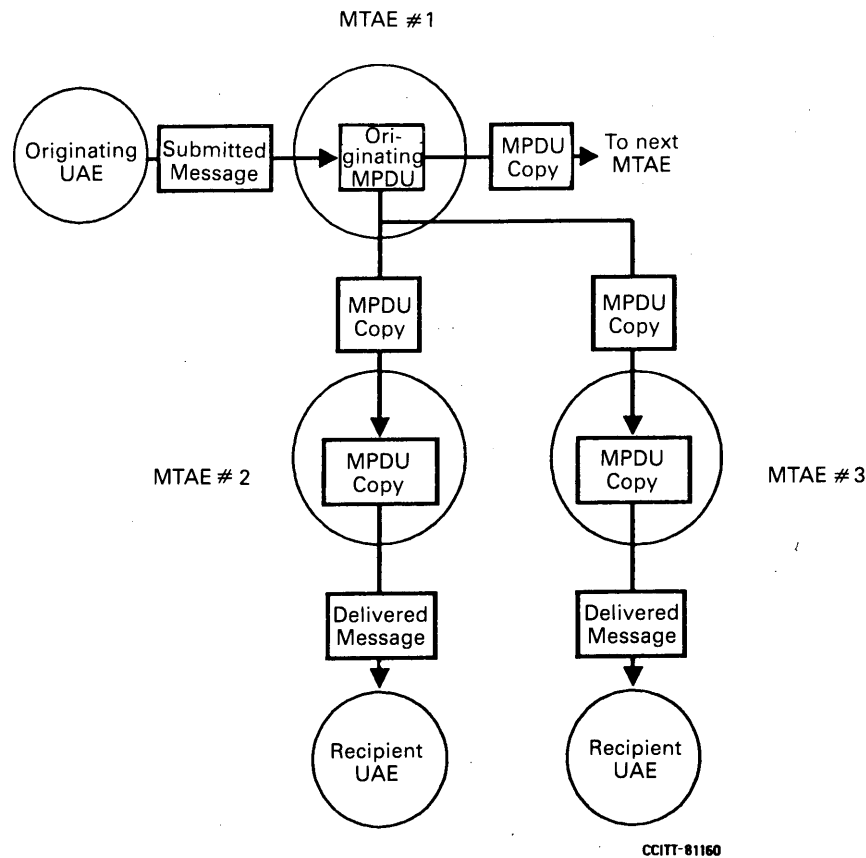 MTAE #1
Originating
UAE
Submitted
Message
Ori-
ginating
MPDU
MPDU
Copy
To next
MTAE
MPDU
Copy
MPDU
Copy
MTAE #2
MPDU
Copy
MPDU
Copy
MTAE #3
Delivered
Message
Delivered
Message
Recipient
UAE
Recipient
UAE
CCITT-81160